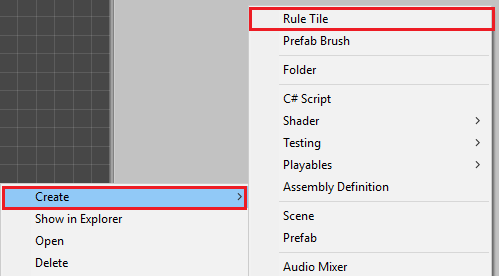 Create
Show in Explorer
Open
Delete
Rule Tile
Prefab Brush
Folder
C# Script
Shader
Testing
Playables
Assembly Definition
Scene
Prefab
Audio Mixer